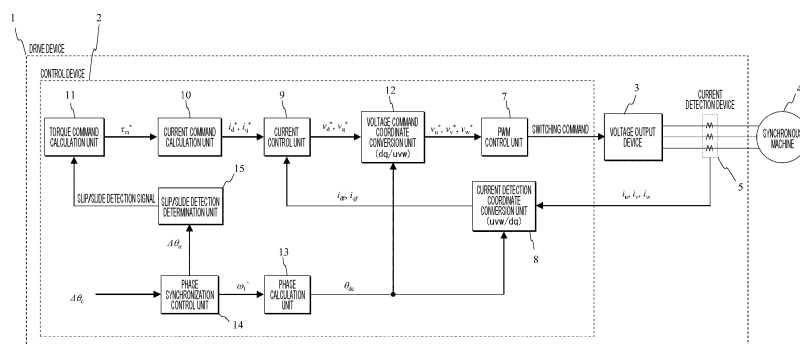 1
2
DRIVE DEVICE
CONTROL DEVICE
11
TORQUE COMMAND
CALCULATION UNIT
τm*
10
CURRENT COMMAND
CALCULATION UNIT
id*, iq*
9
CURRENT
CONTROL UNIT
vd*, vq*
12
VOLTAGE COMMAND
COORDINATE
CONVERSION UNIT
(dq/uvw)
vu*, vv*, vw*
7
PWM
CONTROL UNIT
SWITCHING COMMAND
3
VOLTAGE OUTPUT
DEVICE
CURRENT
DETECTION DEVICE
5
4
SYNCHRONOUS
MACHINE
SLIP/SLIDE DETECTION SIGNAL
15
SLIP/SLIDE DETECTION
DETERMINATION UNIT
idf, iqf
CURRENT DETECTION
COORDINATE
CONVERSION UNIT
(uvw/dq)
8
iu, iv, iw
Δθc
PHASE
SYNCHRONIZATION
CONTROL UNIT
14
ω1^
13
PHASE
CALCULATION
UNIT
θdc
Δθc